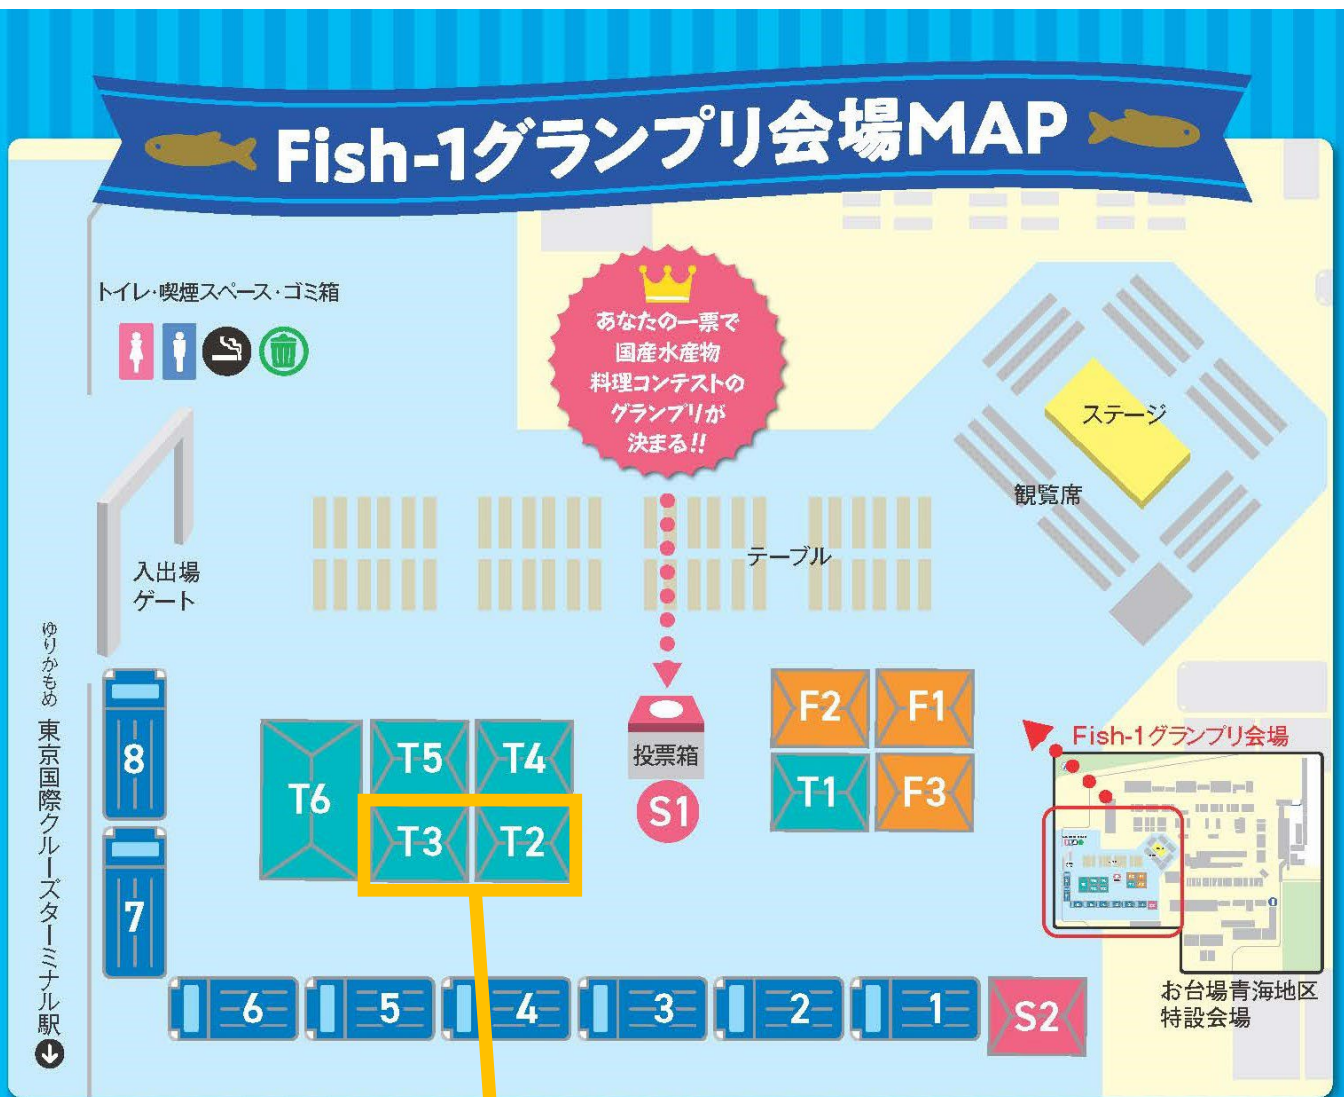 Fish-1グランプリ会場MAP
トイレ・喫煙スペース・ゴミ箱
あなたの一票で
国産水産物
料理コンテストの
グランプリが
決まる!!
ステージ
観覧席
テーブル
入出場
ゲート
ゆりかもめ 東京国際クルーズターミナル駅
8
7
T6
T5
T4
T3
T2
投票箱
S1
F2
F1
T1
F3
Fish-1グランプリ会場
お台場青海地区
特設会場
6
5
4
3
2
1
S2